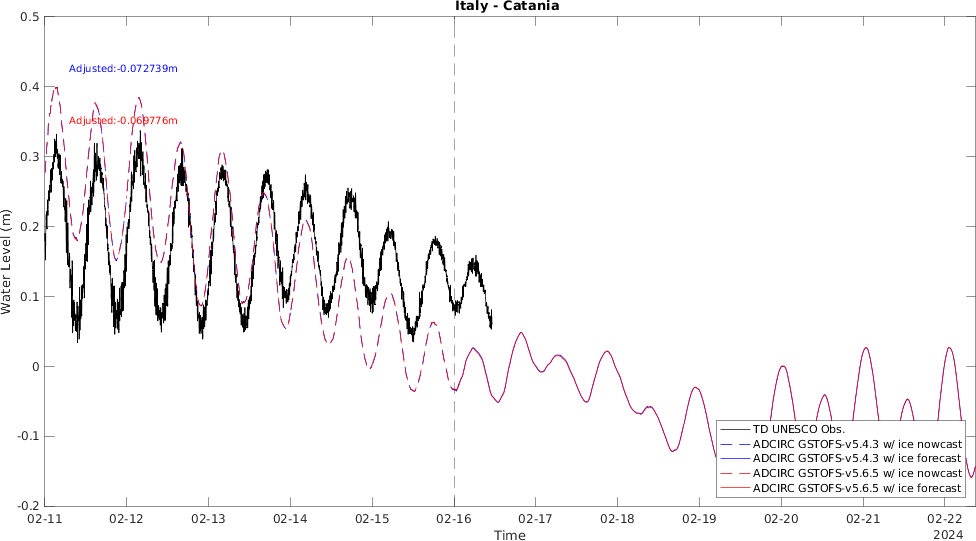 Italy - Catania
0.5
0.4
0.3
0.2
0.1
0
-0.1
-0.2
Water Level (m)
Adjusted:-0.072739m
Adjusted:-0.069776m
TD UNESCO Obs.
ADCIRC GSTOFS-v5.4.3 w/ ice nowcast
ADCIRC GSTOFS-v5.4.3 w/ ice forecast
ADCIRC GSTOFS-v5.6.5 w/ ice nowcast
ADCIRC GSTOFS-v5.6.5 w/ ice forecast
02-11 02-12 02-13 02-14 02-15 02-16 02-17 02-18 02-19 02-20 02-21 02-22
Time
2024